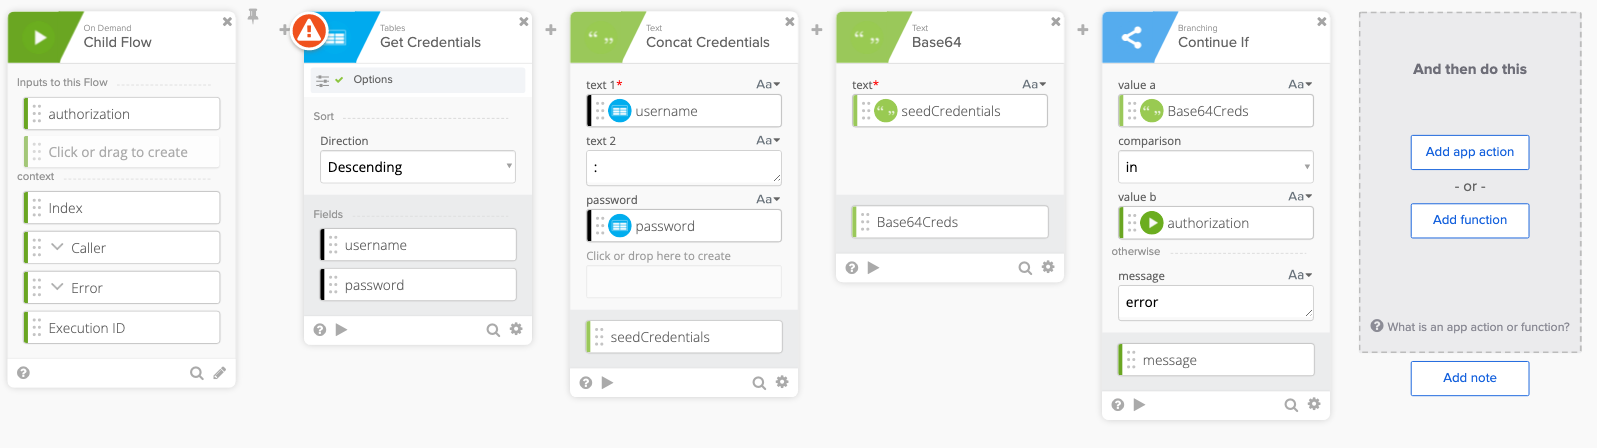 On Demand
Child Flow
Inputs to this Flow
authorization
Click or drag to create
context
Index
Caller
Error
Execution ID
Tables
Get Credentials
Options
Sort
Direction
Descending
Fields
username
password
Text
Concat Credentials
text 1*
Aa
username
text 2
Aa
:
password
Aa
password
Click or drop here to create
seedCredentials
Text
Base64
text*
Aa
seedCredentials
Base64Creds
Branching
Continue If
value a
Aa
Base64Creds
comparison
in
value b
Aa
authorization
otherwise
message
Aa
error
message
And then do this
Add app action
- or -
Add function
What is an app action or function?
Add note